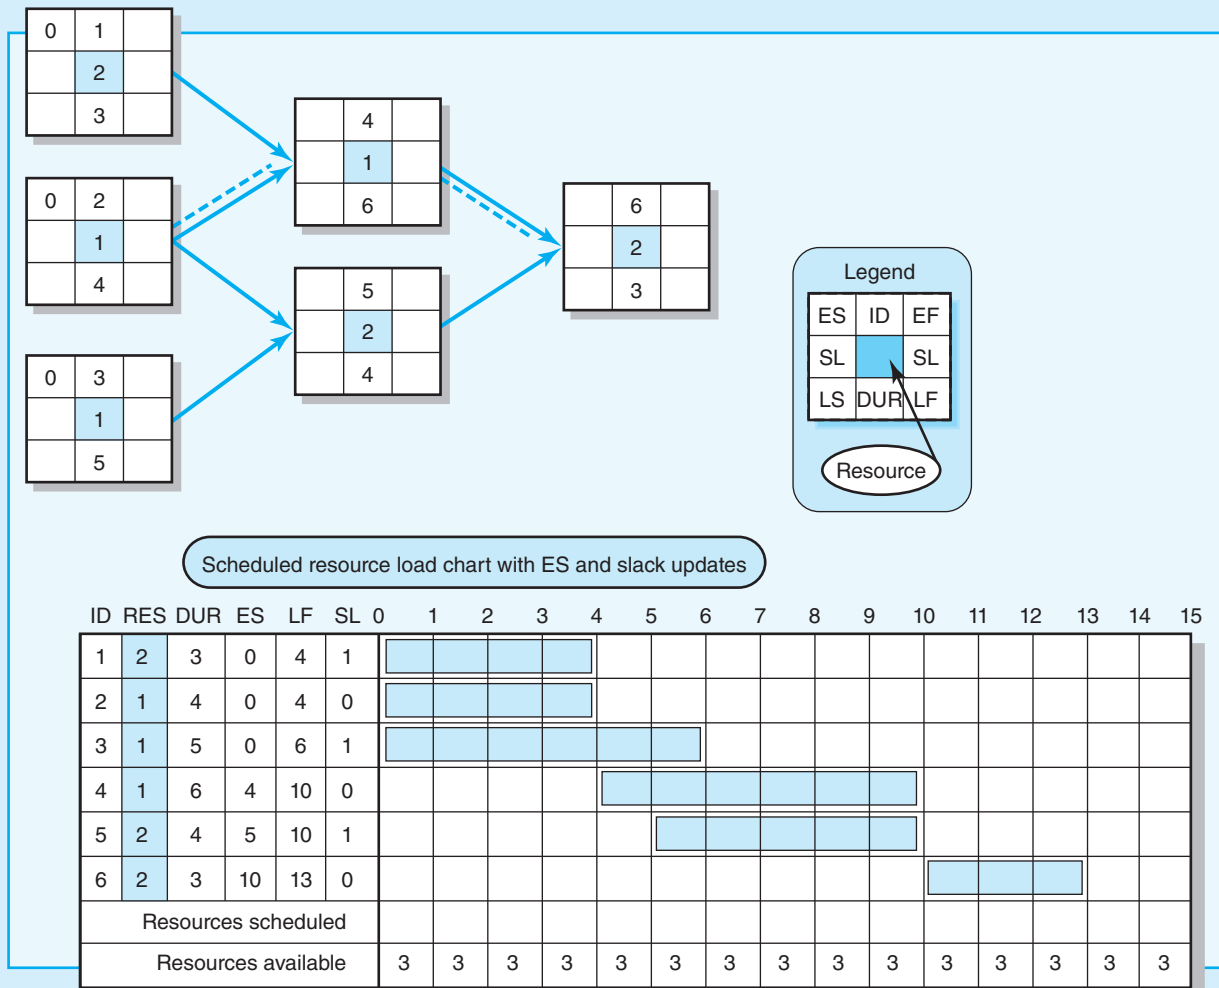 0 1
2
3
0 2
1
4
0 3
1
5
4
1
6
5
2
4
6
2
3
Legend
ES ID EF
SL SL
LS DUR LF
Resource
Scheduled resource load chart with ES and slack updates
ID RES DUR ES LF SL 0 1 2 3 4 5 6 7 8 9 10 11 12 13 14 15
1 2 3 0 4 1
2 1 4 0 4 0
3 1 5 0 6 1
4 1 6 4 10 0
5 2 4 5 10 1
6 2 3 10 13 0
Resources scheduled
Resources available 3 3 3 3 3 3 3 3 3 3 3 3 3 3 3